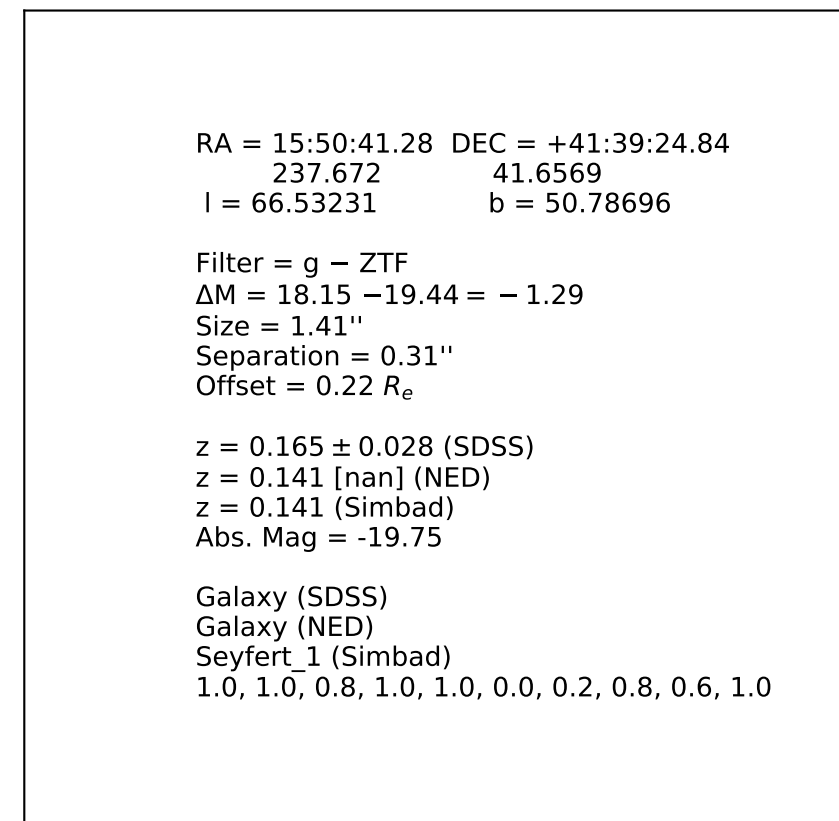 RA = 15:50:41.28 DEC = +41:39:24.84
237.672 41.6569
l = 66.53231 b = 50.78696
Filter = g − ZTF
ΔM = 18.15 −19.44 = − 1.29
Size = 1.41''
Separation = 0.31''
Offset = 0.22 Re
z = 0.165 ± 0.028 (SDSS)
z = 0.141 [nan] (NED)
z = 0.141 (Simbad)
Abs. Mag = -19.75
Galaxy (SDSS)
Galaxy (NED)
Seyfert_1 (Simbad)
1.0, 1.0, 0.8, 1.0, 1.0, 0.0, 0.2, 0.8, 0.6, 1.0